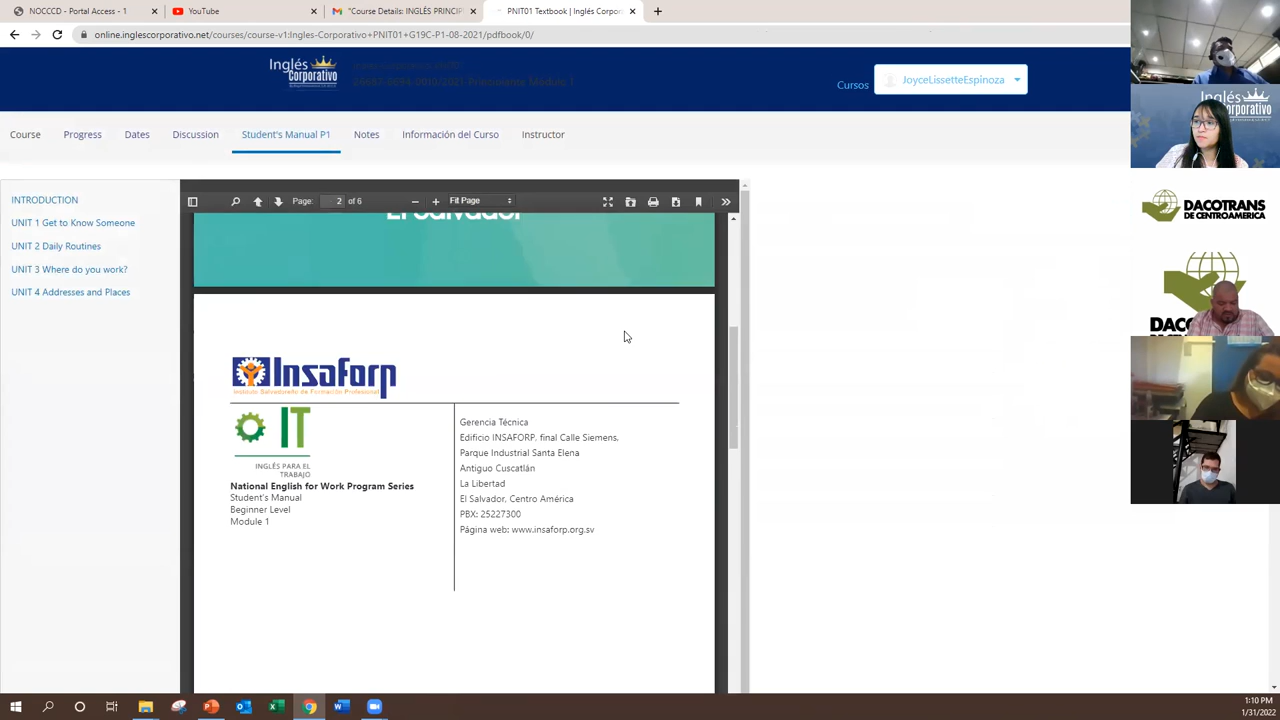 NOCCCD - Portal Access - 1
YouTube
"Course Details: INGLÉS PRINCIPI
PNIT01 Textbook | Inglés Corpor
online.inglescorporativo.net/courses/course-v1:Ingles-Corporativo+PNIT01+G19C-P1-08-2021/pdfbook/0/
Inglés
Corporativo
Cursos
JoyceLissetteEspinoza
Course
Progress
Dates
Discussion
Student's Manual P1
Notes
Información del Curso
Instructor
INTRODUCTION
UNIT 1 Get to Know Someone
UNIT 2 Daily Routines
UNIT 3 Where do you work?
UNIT 4 Addresses and Places
Page: 2 of 6
Fit Page
El Salvador
Insaforp
Instituto Salvadoreño de Formación Profesional
IT
INGLÉS PARA EL
TRABAJO
National English for Work Program Series
Student's Manual
Beginner Level
Module 1
Gerencia Técnica
Edificio INSAFORP, final Calle Siemens,
Parque Industrial Santa Elena
Antiguo Cuscatlán
La Libertad
El Salvador, Centro América
PBX: 25227300
Página web: www.insaforp.org.sv
Inglés
orporativo
DACOTRANS
DE CENTROAMERICA
1:10 PM
1/31/2022